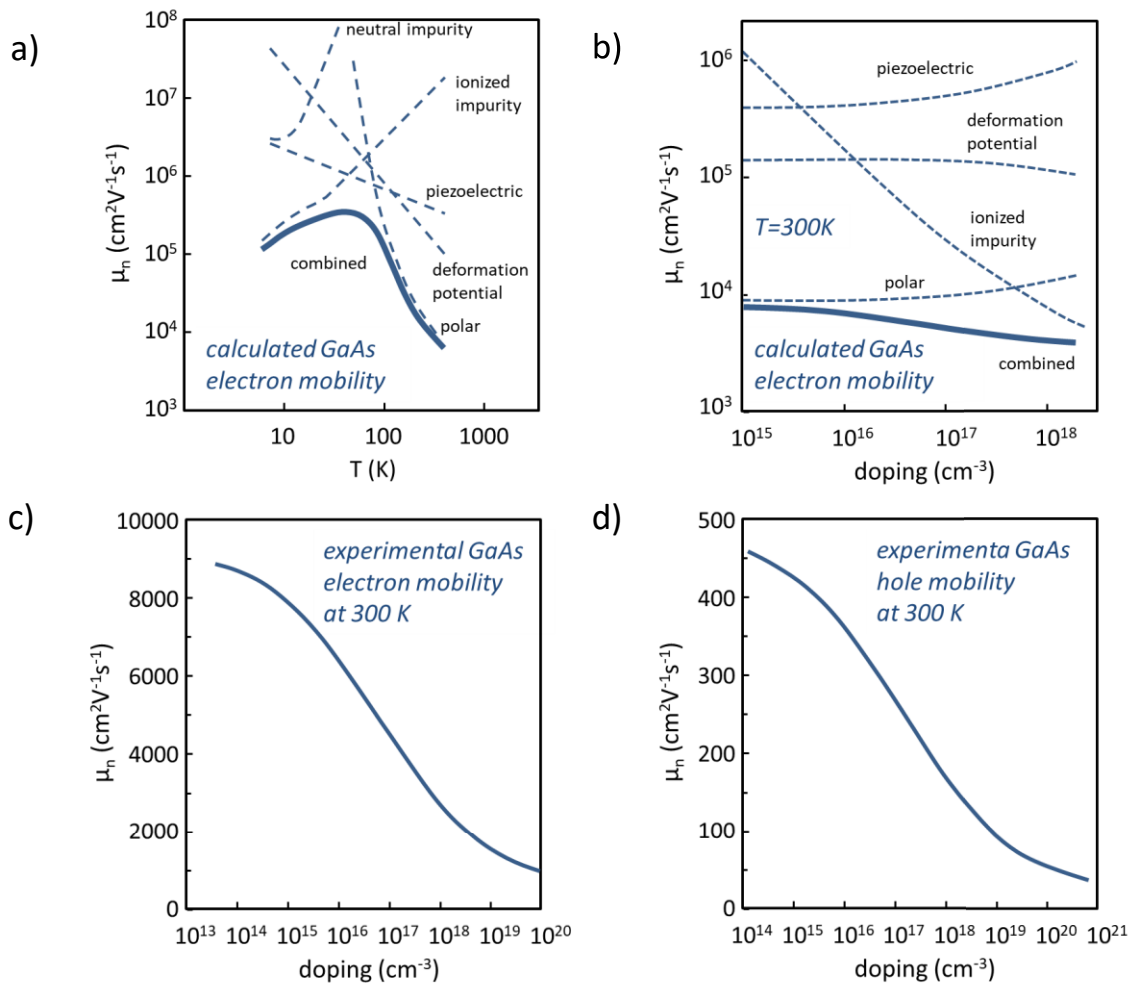 a)
10⁸
10⁷
10⁶
10⁵
10⁴
10³
μₙ (cm²V⁻¹s⁻¹)
neutral impurity
ionized
impurity
piezoelectric
combined
deformation
potential
polar
calculated GaAs
electron mobility
10
100
1000
T (K)
b)
10⁶
10⁵
10⁴
10³
μₙ (cm²V⁻¹s⁻¹)
piezoelectric
deformation
potential
T=300K
ionized
impurity
polar
calculated GaAs
electron mobility
combined
10¹⁵
10¹⁶
10¹⁷
10¹⁸
doping (cm⁻³)
c)
10000
8000
6000
4000
2000
0
μₙ (cm²V⁻¹s⁻¹)
experimental GaAs
electron mobility
at 300 K
10¹³
10¹⁴
10¹⁵
10¹⁶
10¹⁷
10¹⁸
10¹⁹
10²⁰
doping (cm⁻³)
d)
500
400
300
200
100
0
μₙ (cm²V⁻¹s⁻¹)
experimenta GaAs
hole mobility
at 300 K
10¹⁴
10¹⁵
10¹⁶
10¹⁷
10¹⁸
10¹⁹
10²⁰
10²¹
doping (cm⁻³)